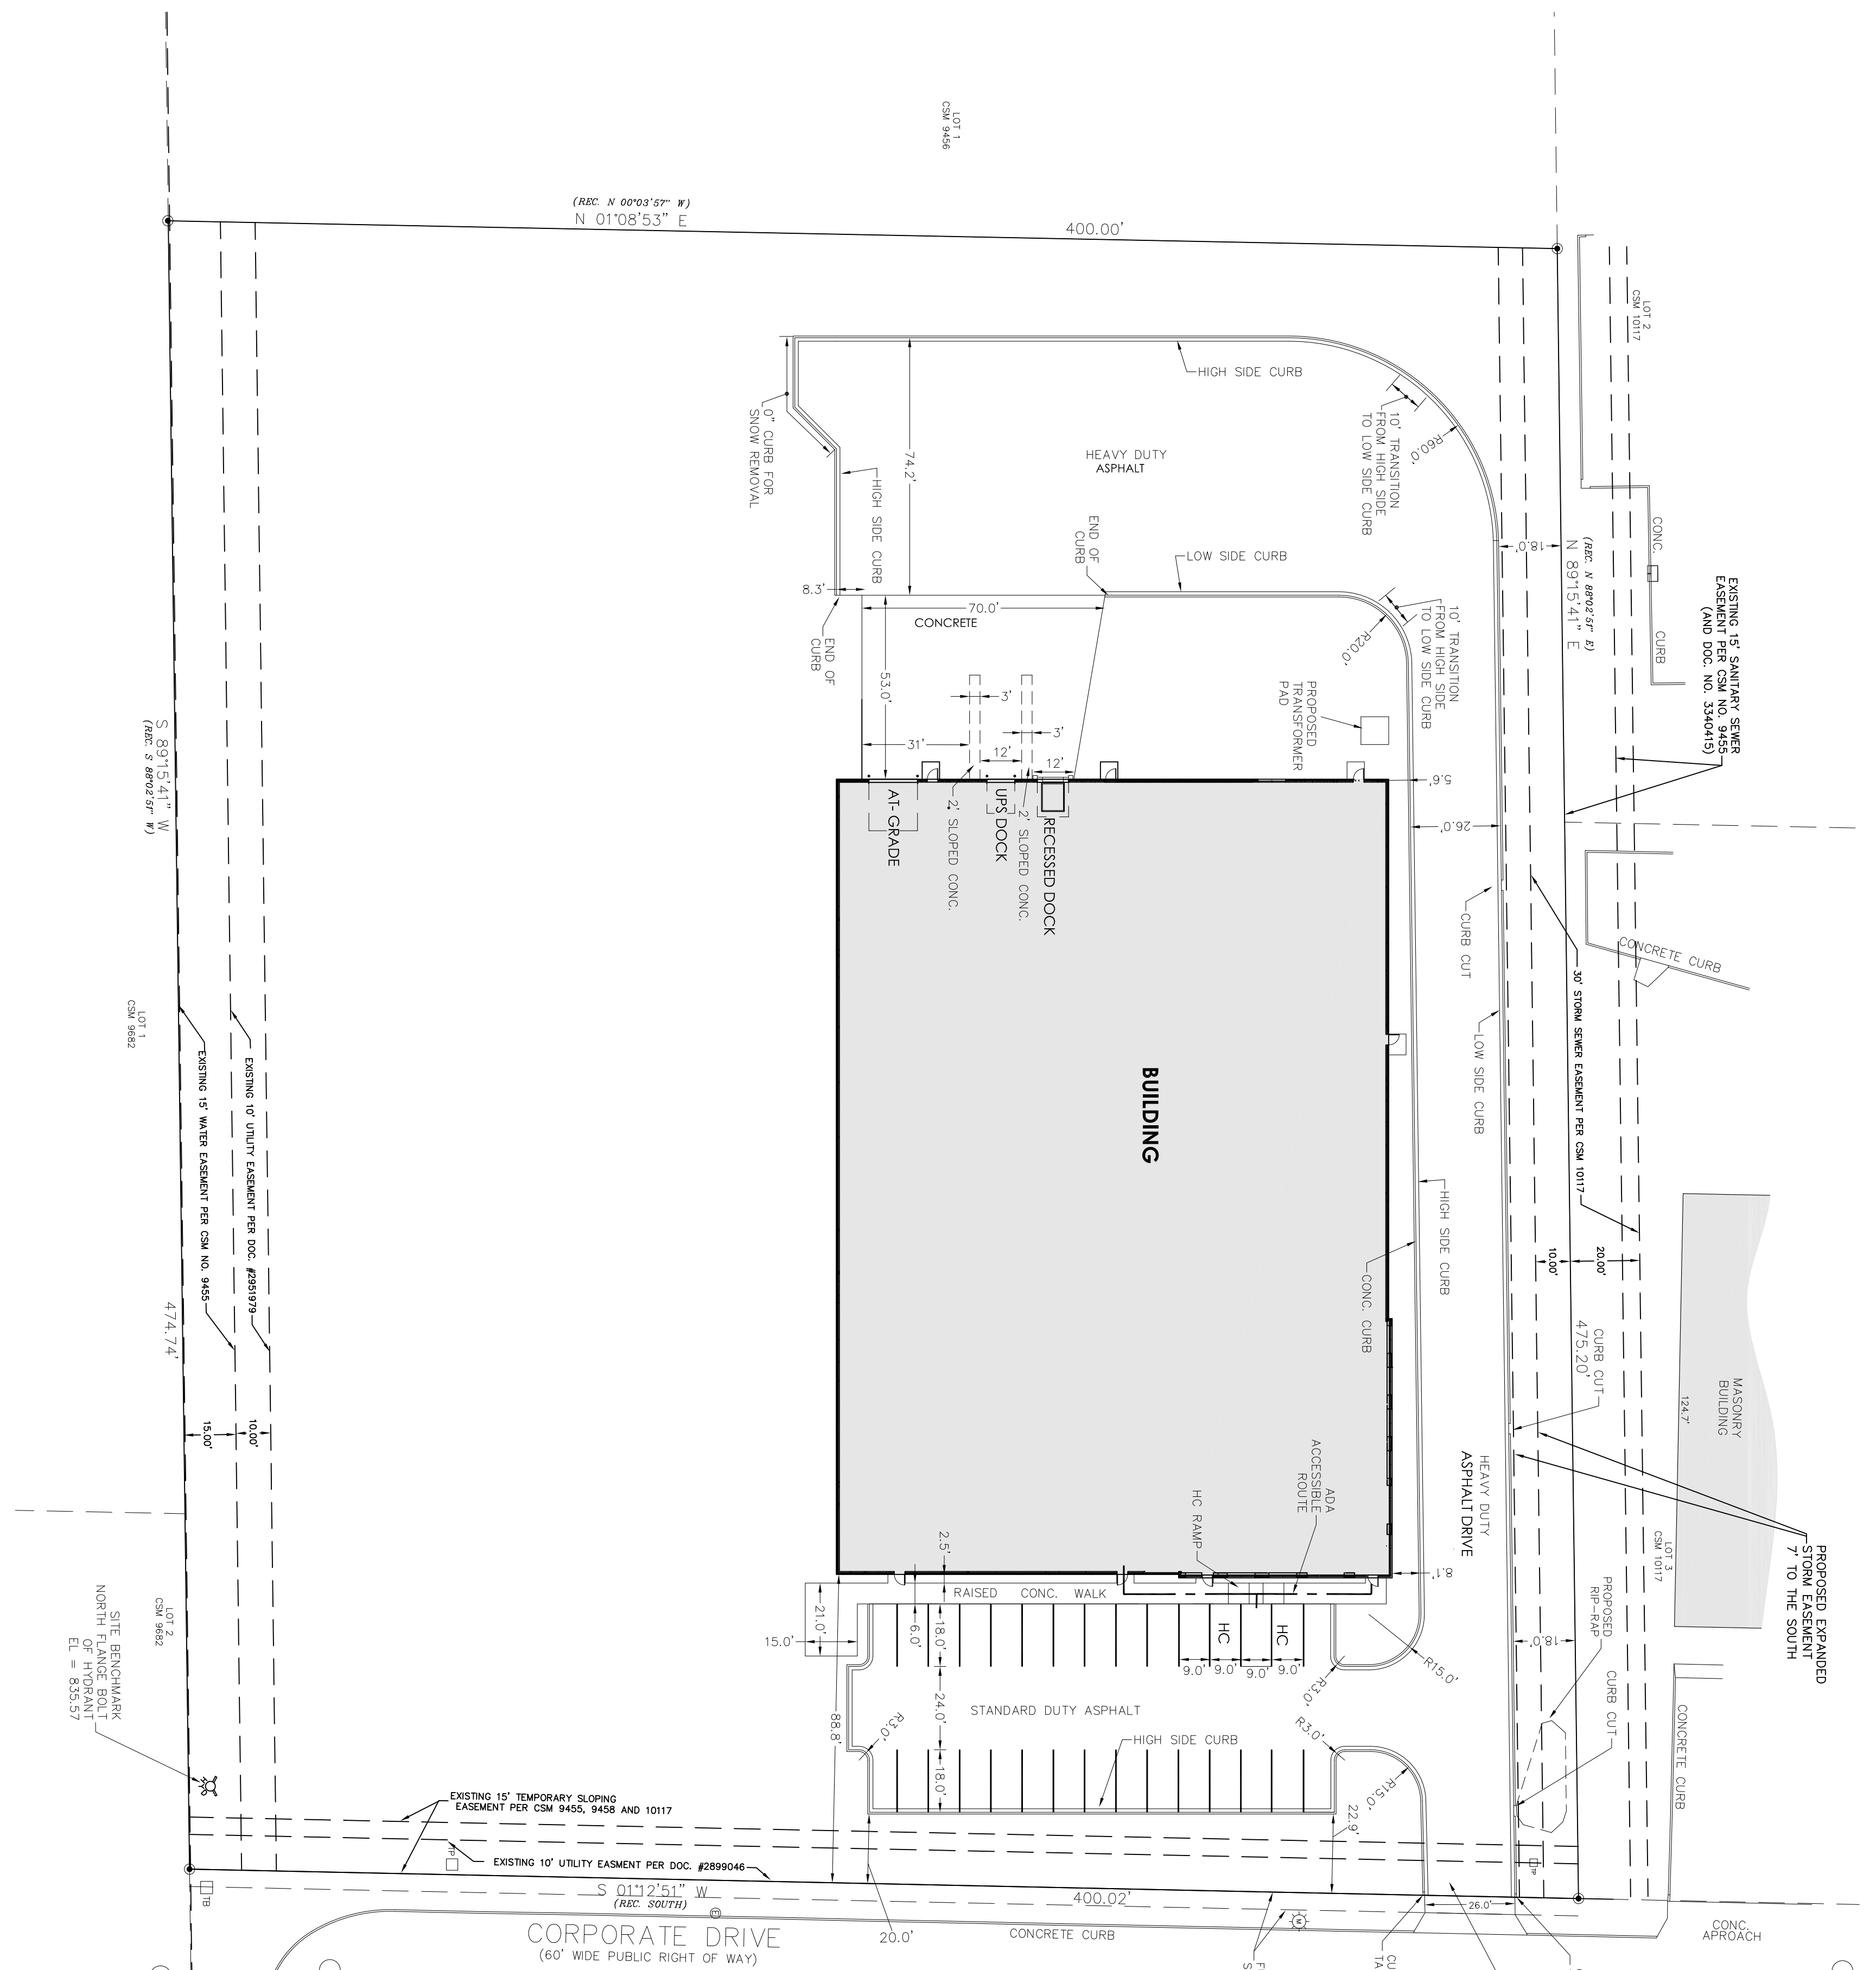 LOT 1
CSM 9456
(REC. N 00°03'57" W)
N 01°08'53" E
400.00'
LOT 2
CSM 10117
HIGH SIDE CURB
10' TRANSITION
FROM HIGH SIDE
TO LOW SIDE CURB
R60.0'
0" CURB FOR
SNOW REMOVAL
74.2'
HEAVY DUTY
ASPHALT
HIGH SIDE CURB
END OF
CURB
LOW SIDE CURB
18.0'
(REC. N 88°02'51" E)
N 89°15'41" E
CONC.
CURB
EXISTING 15' SANITARY SEWER
EASEMENT PER CSM NO. 9455
(AND DOC. NO. 3340415)
8.3'
70.0'
CONCRETE
END OF
CURB
10' TRANSITION
FROM HIGH SIDE
TO LOW SIDE CURB
R20.0'
53.0'
3'
3'
31'
12'
12'
PROPOSED
TRANSFORMER
PAD
5.6'
26.0'
S 89°15'41" W
(REC. S 88°02'51" W)
AT- GRADE
2' SLOPED CONC.
UPS DOCK
2' SLOPED CONC.
RECESSED DOCK
CURB CUT
CONCRETE CURB
30' STORM SEWER EASEMENT PER CSM 10117
LOT 1
CSM 9682
EXISTING 15' WATER EASEMENT PER CSM NO. 9455
EXISTING 10' UTILITY EASEMENT PER DOC. #2951979
BUILDING
LOW SIDE CURB
HIGH SIDE CURB
CONC. CURB
10.00'
20.00'
474.74'
CURB CUT
475.20'
MASONRY
BUILDING
124.7'
15.00'
10.00'
ADA
ACCESSIBLE
ROUTE
HC RAMP
HEAVY DUTY
ASPHALT DRIVE
LOT 3
CSM 10117
PROPOSED EXPANDED
STORM EASEMENT
7' TO THE SOUTH
2.5'
8.1'
RAISED CONC. WALK
PROPOSED
RIP-RAP
LOT 2
CSM 9682
SITE BENCHMARK
NORTH FLANGE BOLT
OF HYDRANT
EL = 835.57
21.0'
6.0'
18.0'
15.0'
HC
HC
9.0'
9.0'
9.0'
9.0'
R15.0'
18.0'
CURB CUT
R3.0'
24.0'
STANDARD DUTY ASPHALT
88.8'
R3.0'
R3.0'
HIGH SIDE CURB
CONCRETE CURB
18.0'
R15.0'
HYD
EXISTING 15' TEMPORARY SLOPING
EASEMENT PER CSM 9455, 9458 AND 10117
22.9'
TP
EXISTING 10' UTILITY EASMENT PER DOC. #2899046
TP
TB
S 01°12'51" W
(REC. SOUTH)
400.02'
26.0'
E
M
CORPORATE DRIVE
(60' WIDE PUBLIC RIGHT OF WAY)
20.0'
CONCRETE CURB
CONC.
APROACH
CU
TA